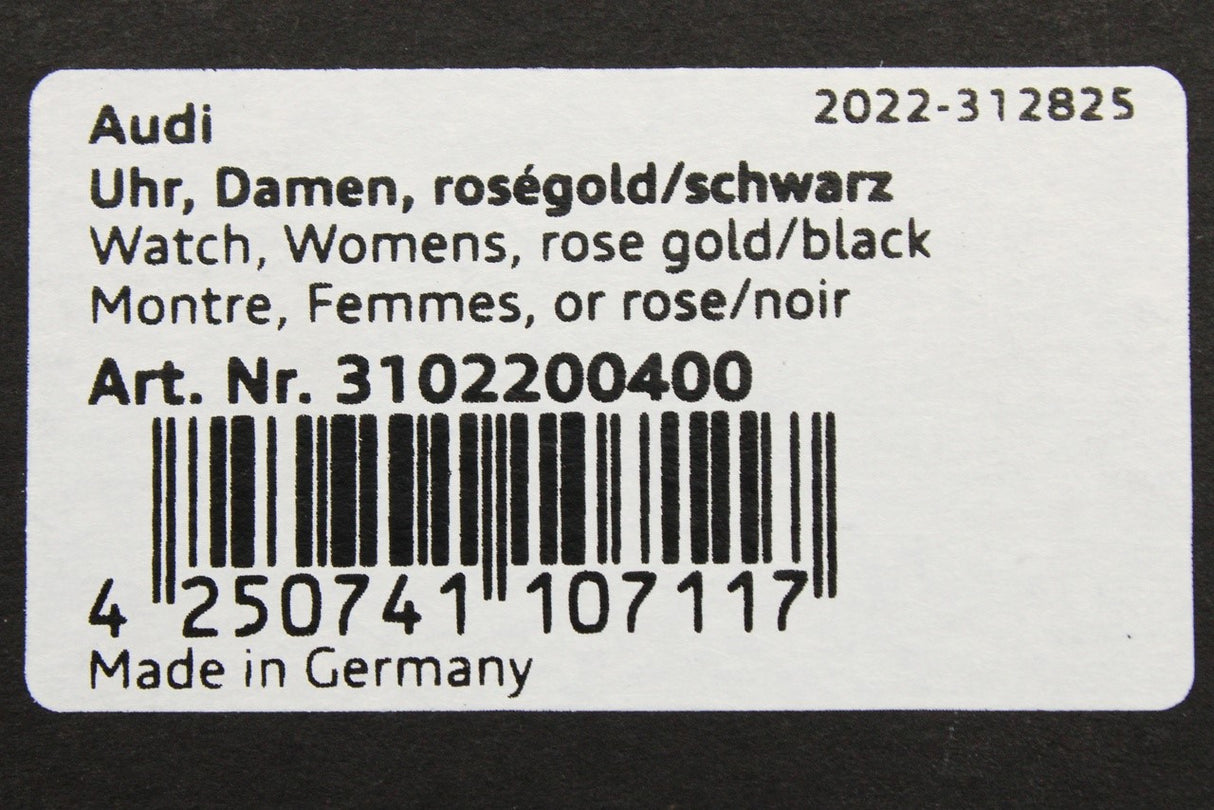 Audi
2022-312825
Uhr, Damen, roségold/schwarz
Watch, Womens, rose gold/black
Montre, Femmes, or rose/noir
Art. Nr. 3102200400
4 250741 107117
Made in Germany